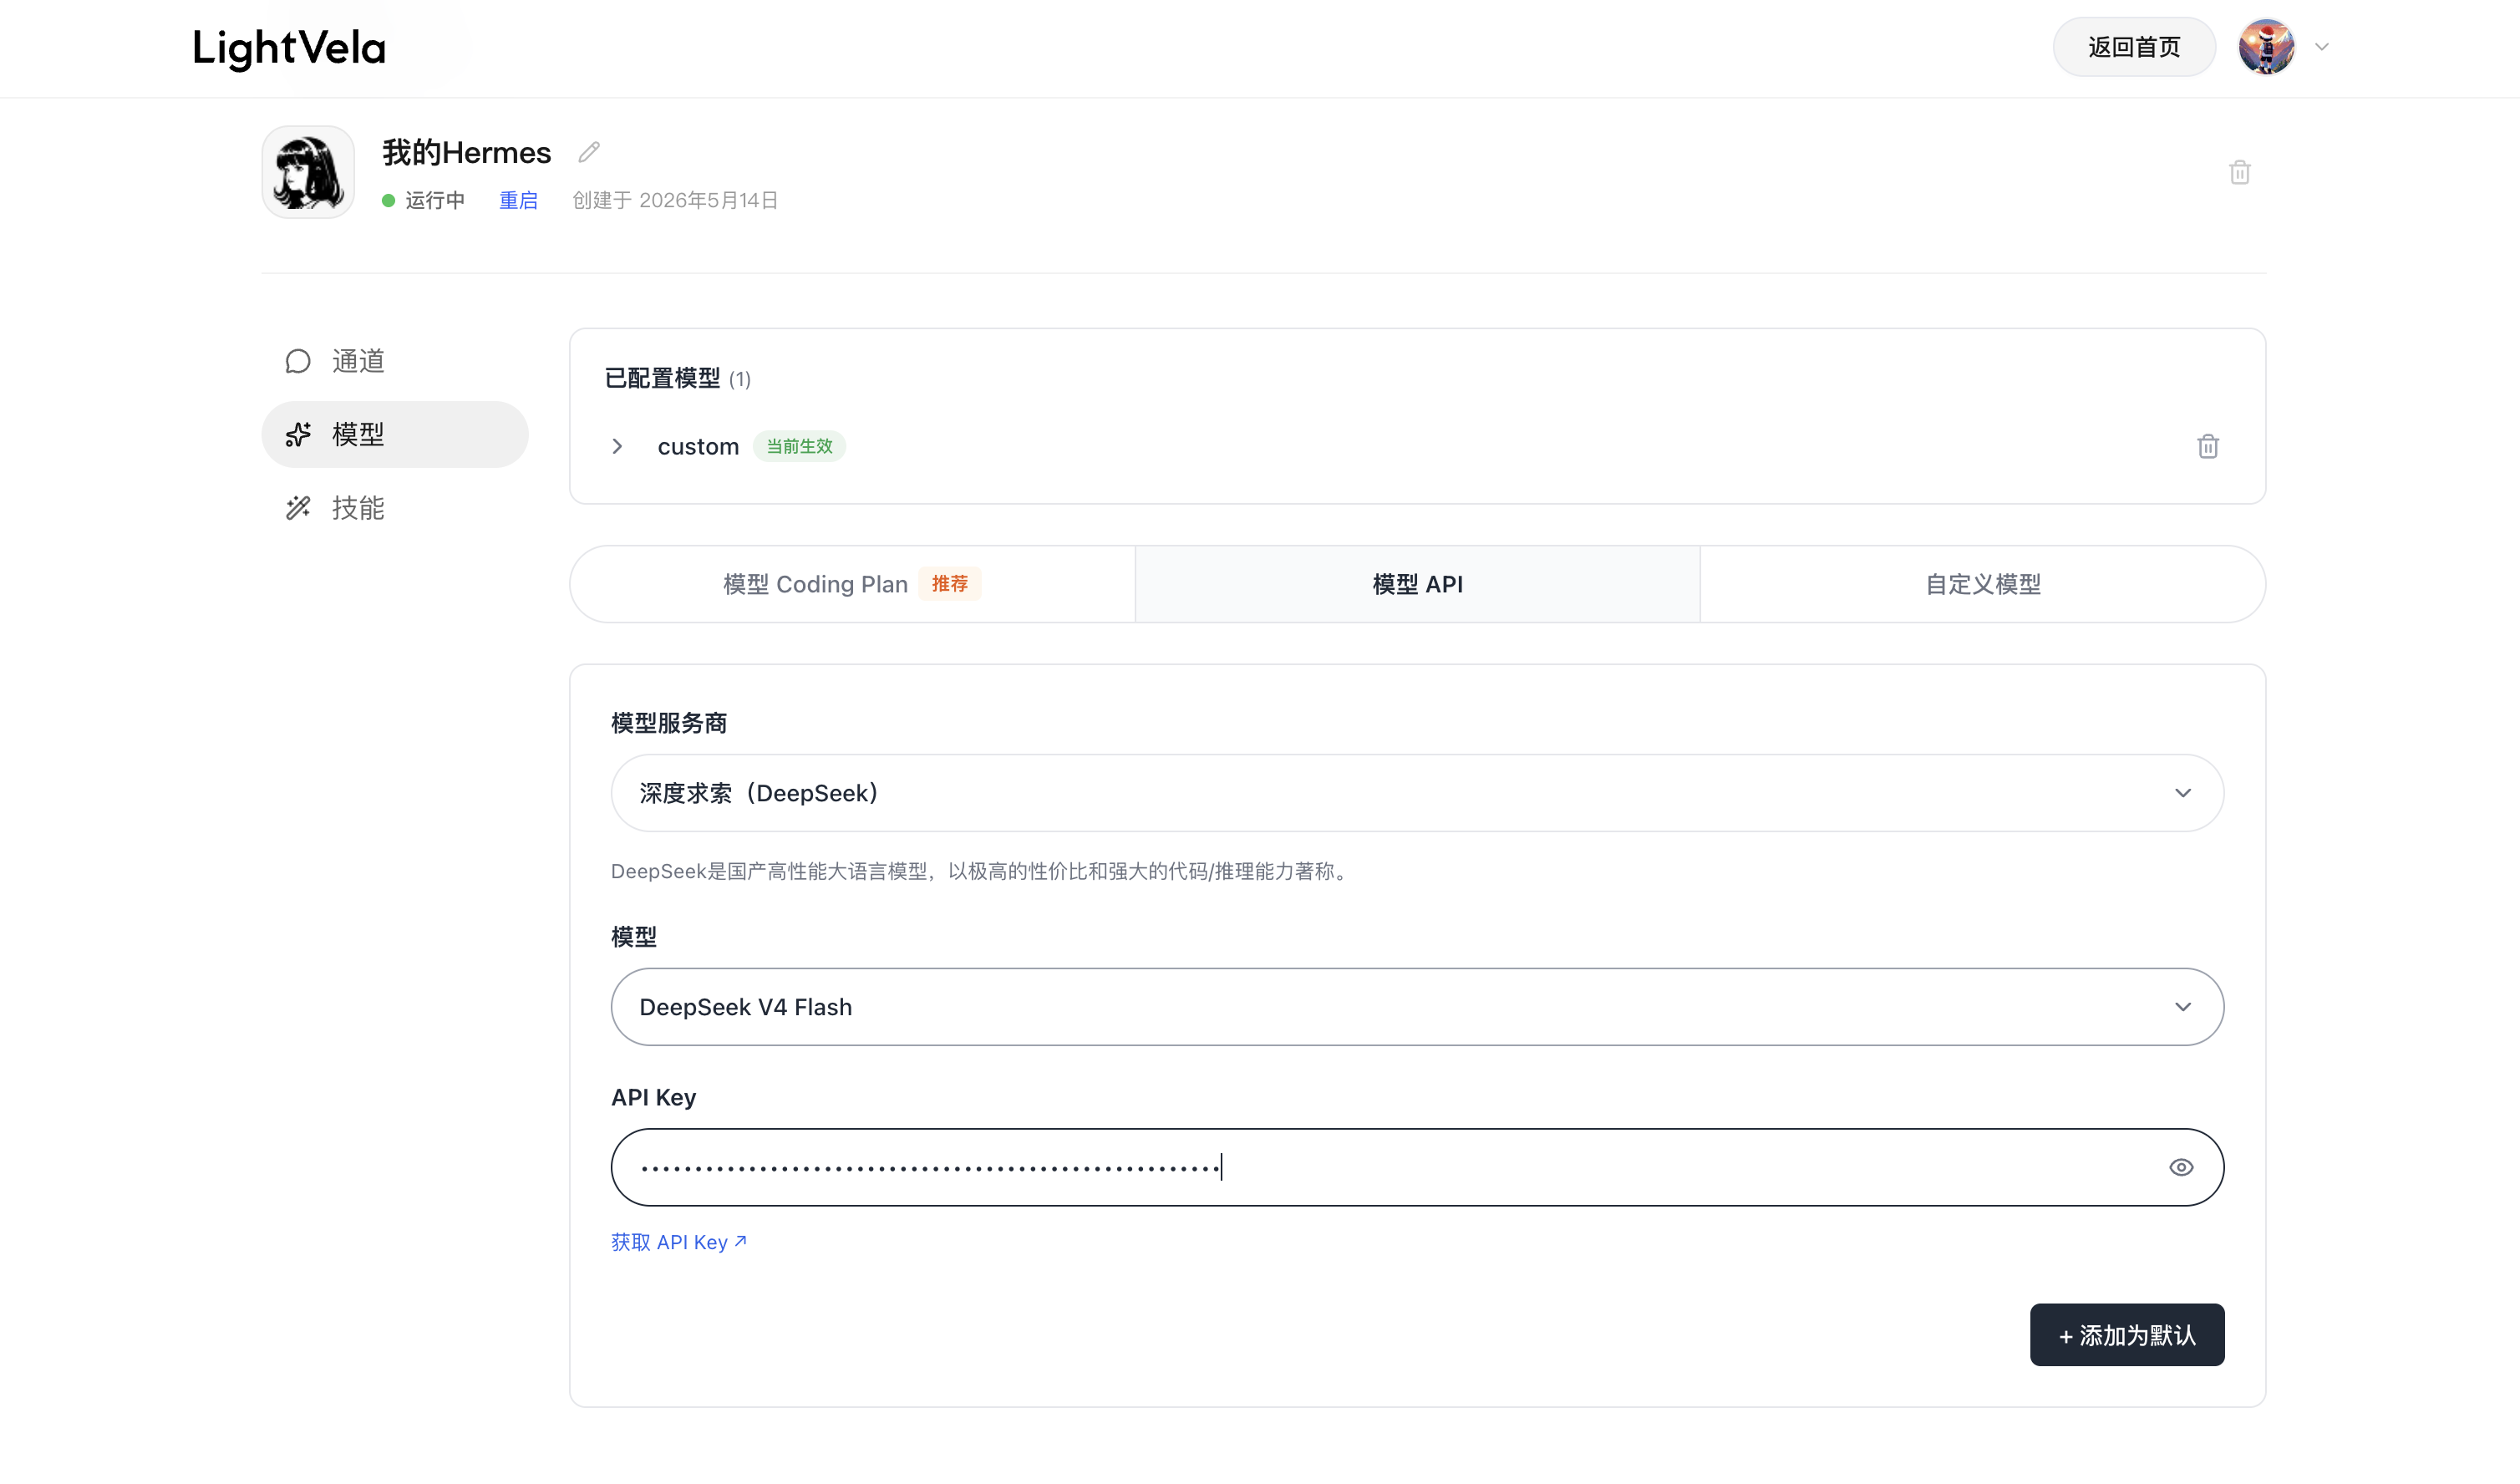 LightVela
返回首页
我的Hermes
运行中 重启 创建于 2026年5月14日
通道
模型
技能
已配置模型 (1)
custom 当前生效
模型 Coding Plan 推荐
模型 API
自定义模型
模型服务商
深度求索（DeepSeek）
DeepSeek是国产高性能大语言模型，以极高的性价比和强大的代码/推理能力著称。
模型
DeepSeek V4 Flash
API Key
获取 API Key ↗
+ 添加为默认